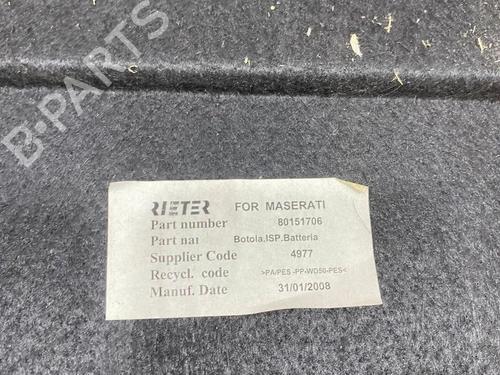 B-PARTS
RIETER FOR MASERATI
Part number 80151706
Part nar Botola.ISP.Batteria
Supplier Code 4977
Recycl. code >PA/PES -PP-WD50-PES<
Manuf. Date 31/01/2008